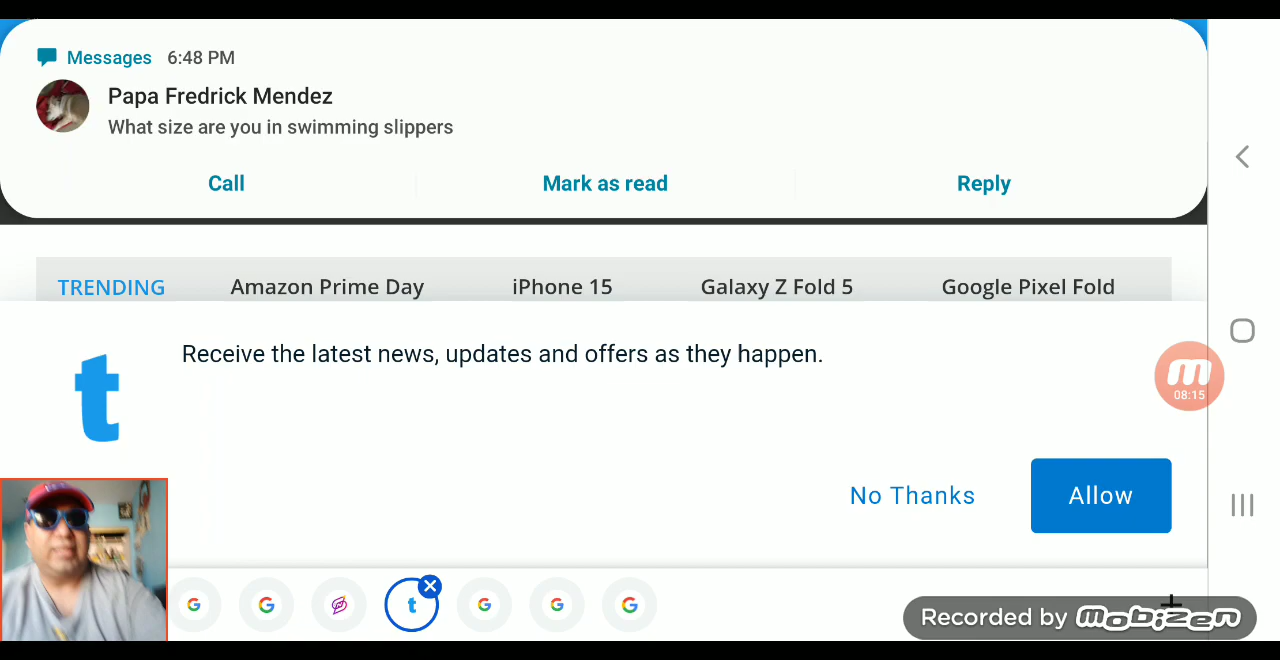 Messages 6:48 PM
Papa Fredrick Mendez
What size are you in swimming slippers
Call Mark as read Reply
TRENDING Amazon Prime Day iPhone 15 Galaxy Z Fold 5 Google Pixel Fold
Receive the latest news, updates and offers as they happen.
t
m
08:15
No Thanks Allow
G G t G G G
Recorded by mobizen